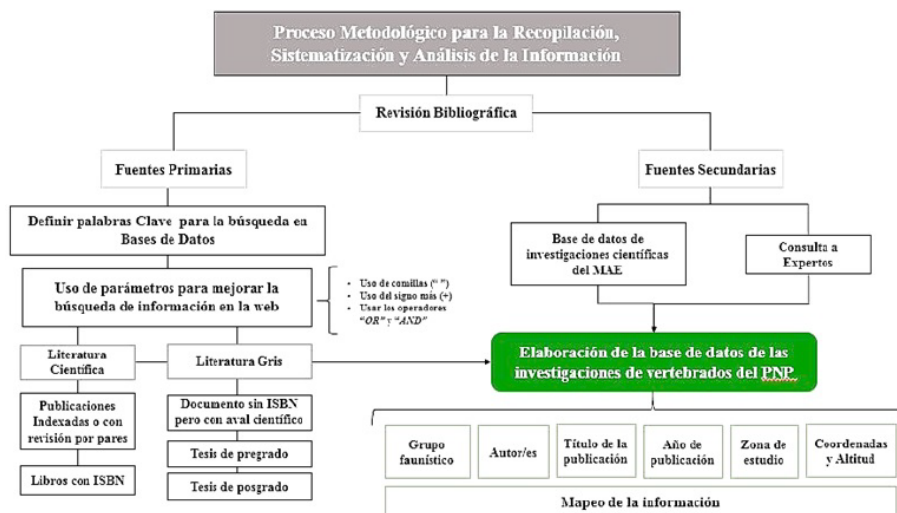 Proceso Metodológico para la Recopilación,
Sistematización y Análisis de la Información
Revisión Bibliográfica
Fuentes Primarias
Fuentes Secundarias
Definir palabras Clave para la búsqueda en
Bases de Datos
Uso de parámetros para mejorar la
búsqueda de información en la web
• Uso de comillas (“ ”)
• Uso del signo más (+)
• Usar los operadores
“OR” y “AND”
Base de datos de
investigaciones científicas
del MAE
Consulta a
Expertos
Literatura
Científica
Literatura Gris
Elaboración de la base de datos de las
investigaciones de vertebrados del PNP
Publicaciones
Indexadas o con
revisión por pares
Libros con ISBN
Documento sin ISBN
pero con aval científico
Tesis de pregrado
Tesis de posgrado
Grupo
faunístico
Autor/es
Título de la
publicación
Año de
publicación
Zona de
estudio
Coordenadas
y Altitud
Mapeo de la información